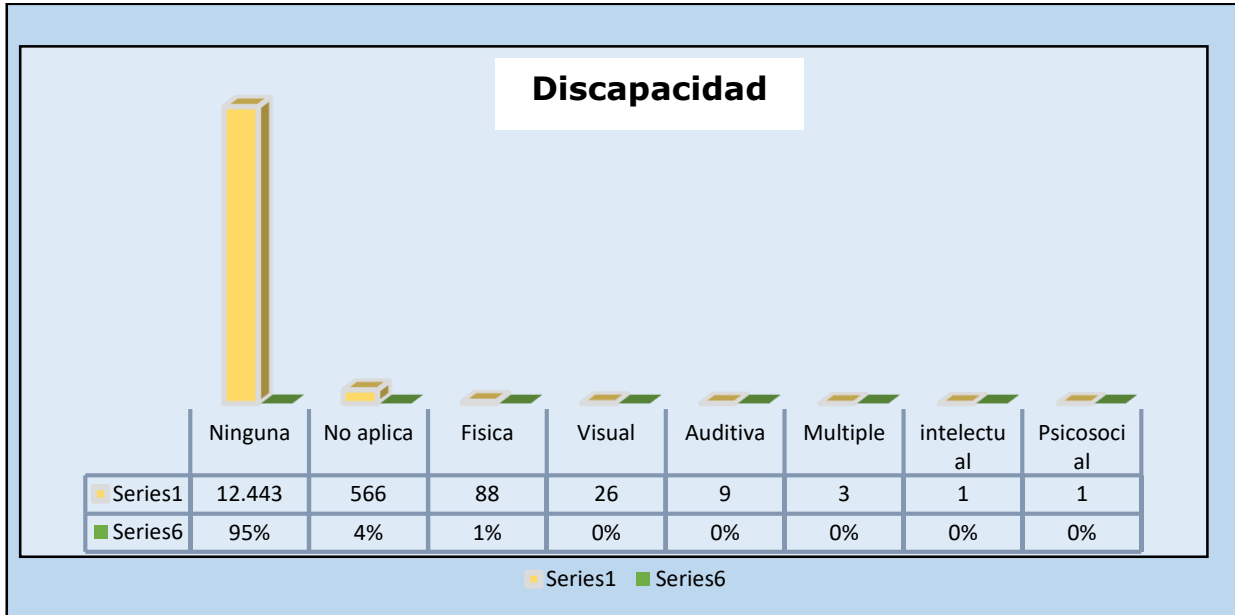 Discapacidad
Ninguna No aplica Fisica Visual Auditiva Multiple intelectu Psicosoci
al al
Series1 12.443 566 88 26 9 3 1 1
Series6 95% 4% 1% 0% 0% 0% 0% 0%
Series1 Series6